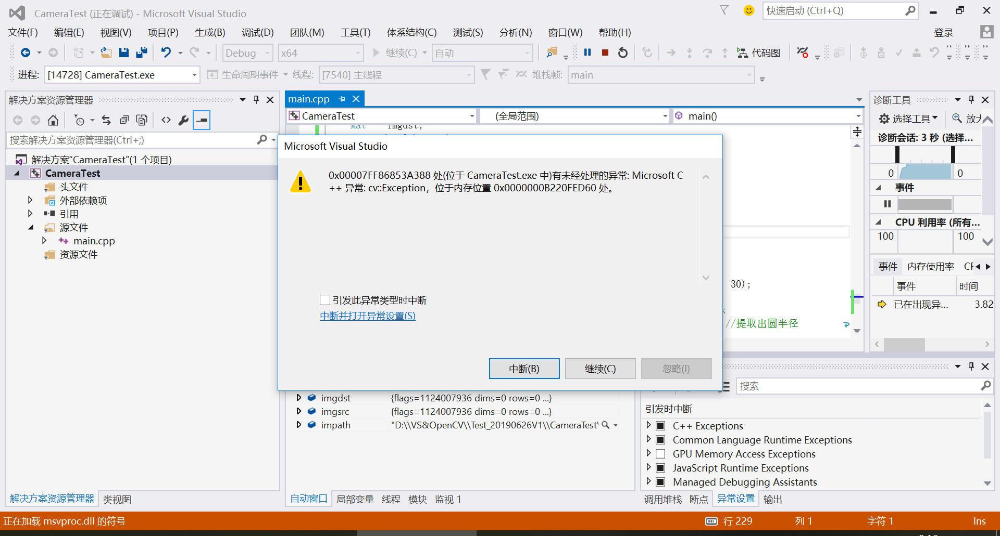 CameraTest (正在调试) - Microsoft Visual Studio
快速启动 (Ctrl+Q)
文件(F) 编辑(E) 视图(V) 项目(P) 生成(B) 调试(D) 团队(M) 工具(T) 体系结构(C) 测试(S) 分析(N) 窗口(W) 帮助(H) 登录
Debug x64 继续(C) 自动 代码图
进程: [14728] CameraTest.exe 生命周期事件 线程: [7540] 主线程 堆栈帧: main
解决方案资源管理器
搜索解决方案资源管理器(Ctrl+;)
解决方案“CameraTest”(1 个项目)
CameraTest
头文件
外部依赖项
引用
源文件
main.cpp
资源文件
解决方案资源管理器 类视图
main.cpp
CameraTest (全局范围) main()
Mat imgdst;
30);
//提取出圆半径
Microsoft Visual Studio
0x00007FF86853A388 处(位于 CameraTest.exe 中)有未经处理的异常: Microsoft C
++ 异常: cv::Exception，位于内存位置 0x0000000B220FED60 处。
引发此异常类型时中断
中断并打开异常设置(S)
中断(B) 继续(C) 忽略(I)
imgdst {flags=1124007936 dims=0 rows=0 ...}
imgsrc {flags=1124007936 dims=0 rows=0 ...}
impath "D:\\VS&OpenCV\\Test_20190626V1\\CameraTest\
自动窗口 局部变量 线程 模块 监视 1
诊断工具
选择工具 放大
诊断会话: 3 秒 (选择...
0 0
事件
CPU 利用率 (所有...
100 100
事件 内存使用率 CF
事件 时间
已在出现异... 3.82
搜索
引发时中断
C++ Exceptions
Common Language Runtime Exceptions
GPU Memory Access Exceptions
JavaScript Runtime Exceptions
Managed Debugging Assistants
调用堆栈 断点 异常设置 输出
正在加载 msvproc.dll 的符号 行 229 列 1 字符 1 Ins